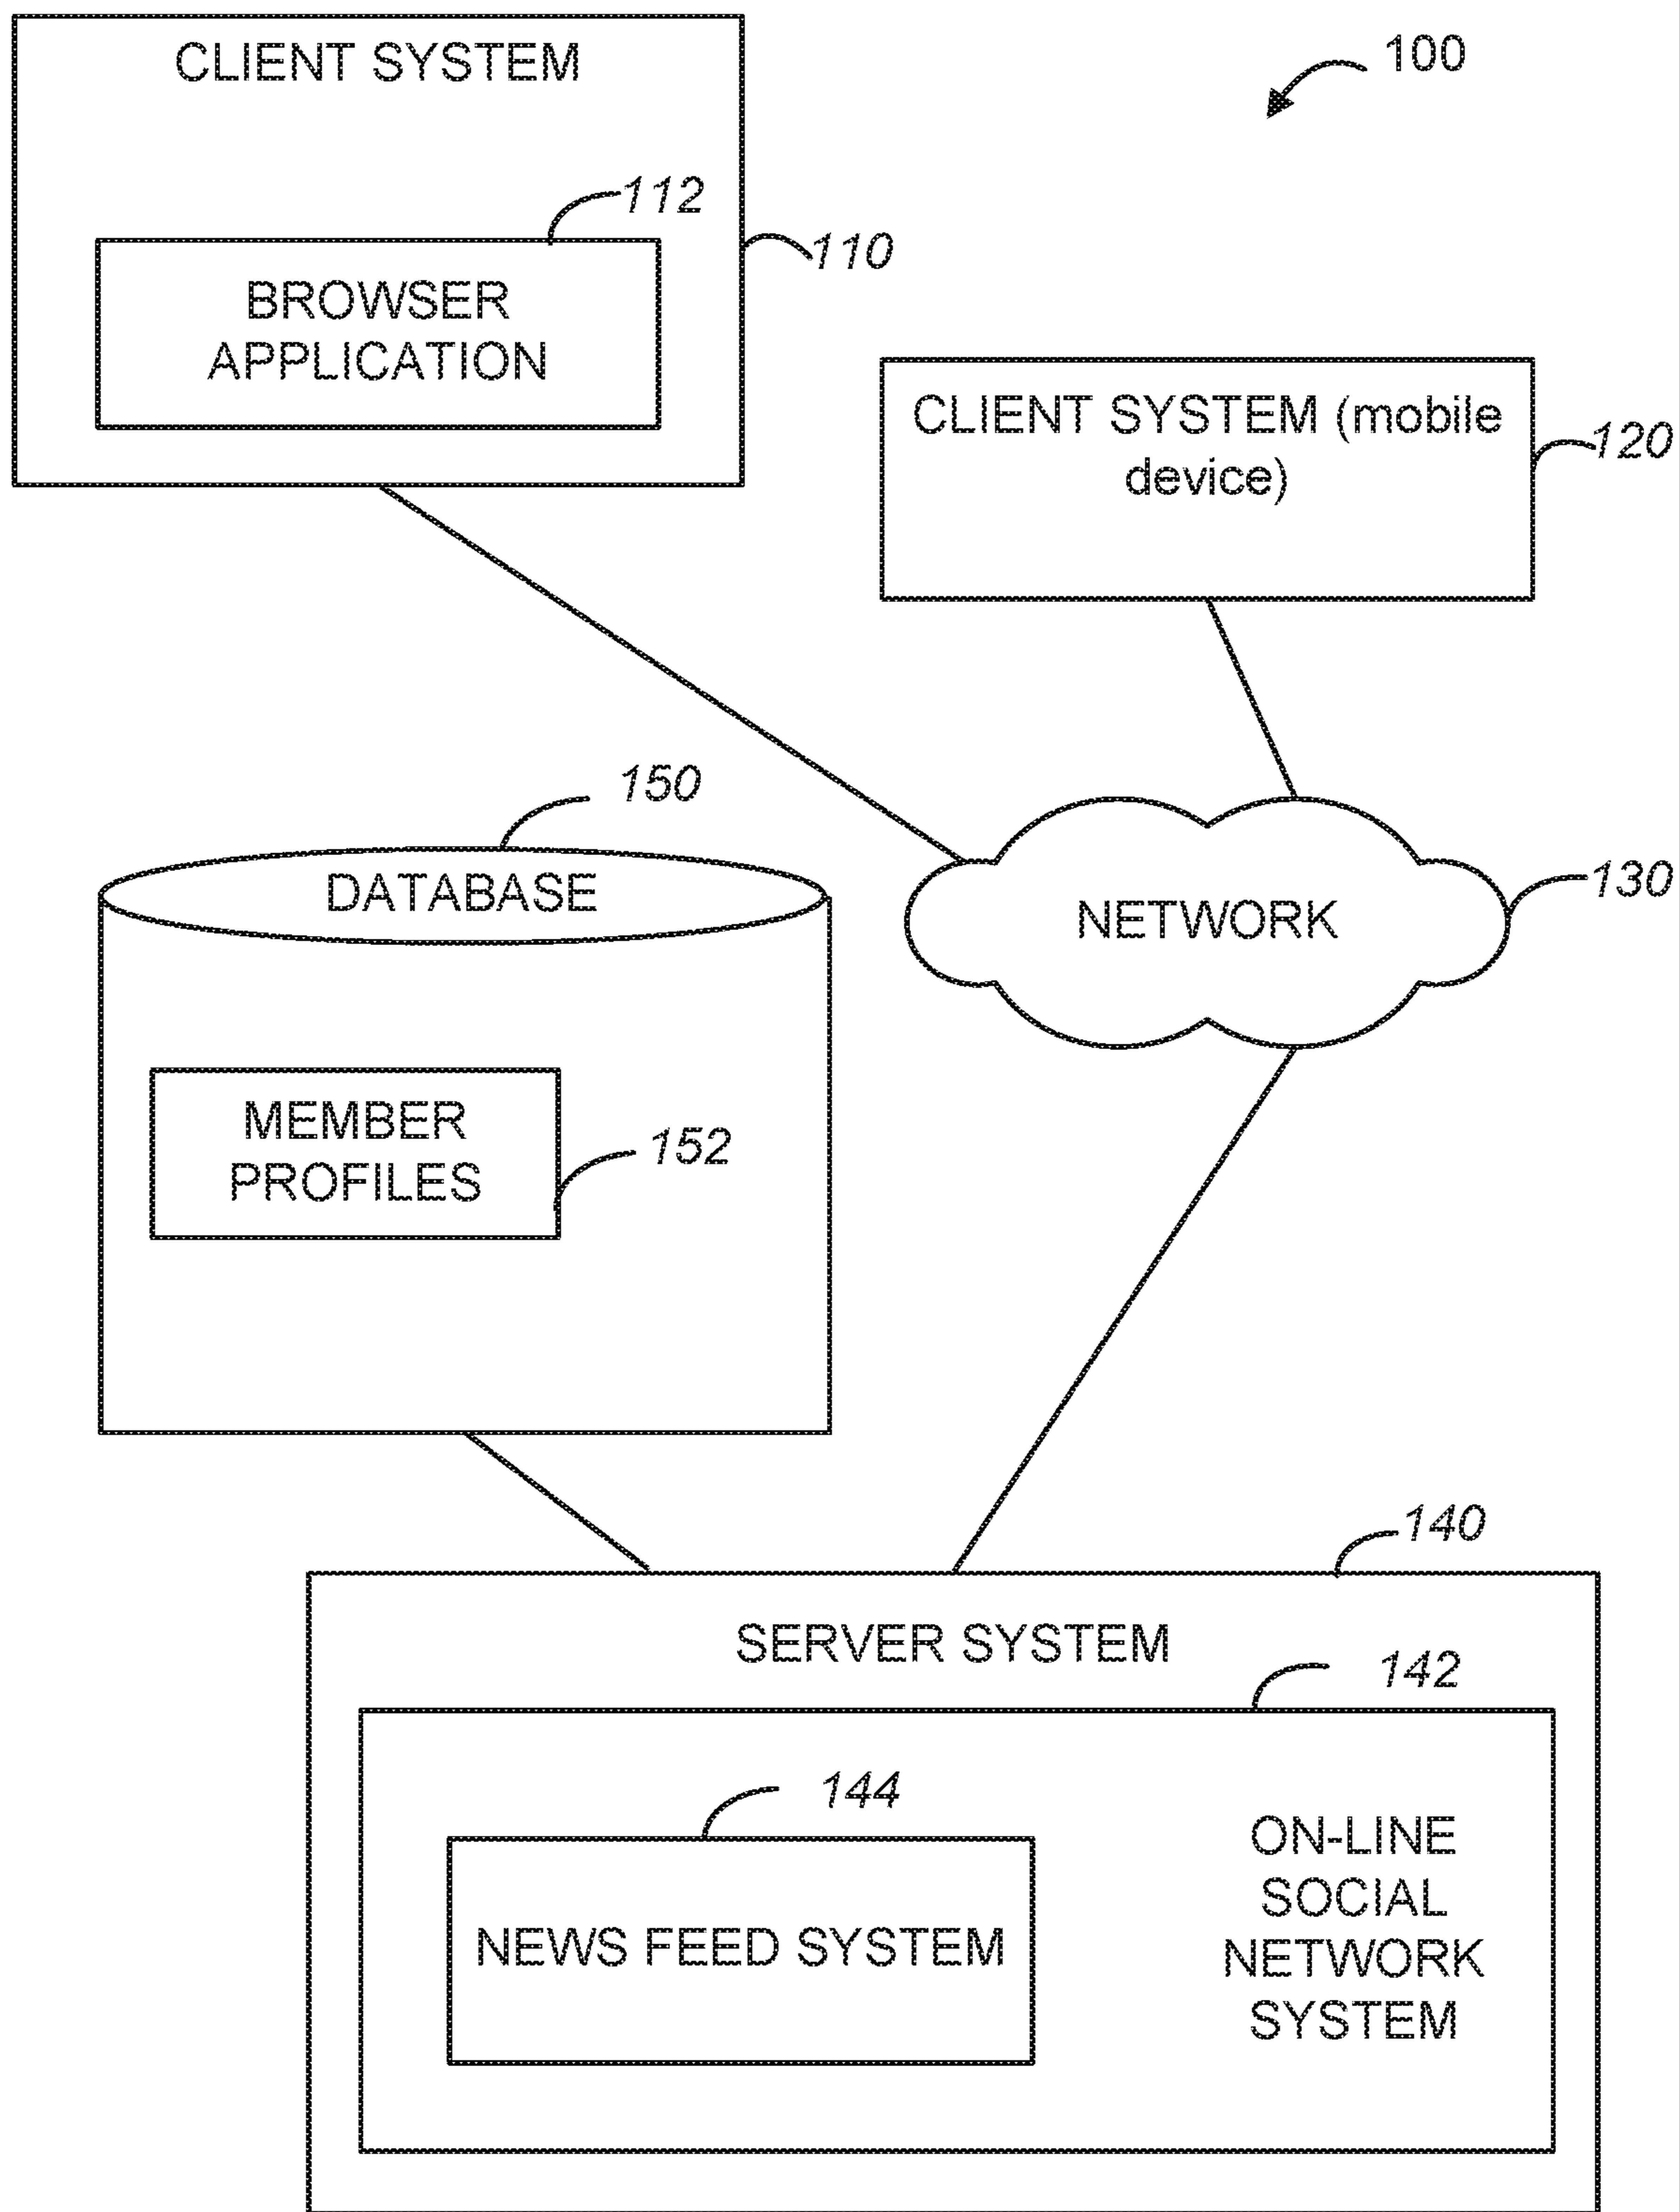 CLIENT SYSTEM
100
112
110
BROWSER
APPLICATION
CLIENT SYSTEM (mobile
device)
120
150
DATABASE
130
NETWORK
MEMBER
PROFILES
152
140
SERVER SYSTEM
142
144
NEWS FEED SYSTEM
ON-LINE
SOCIAL
NETWORK
SYSTEM